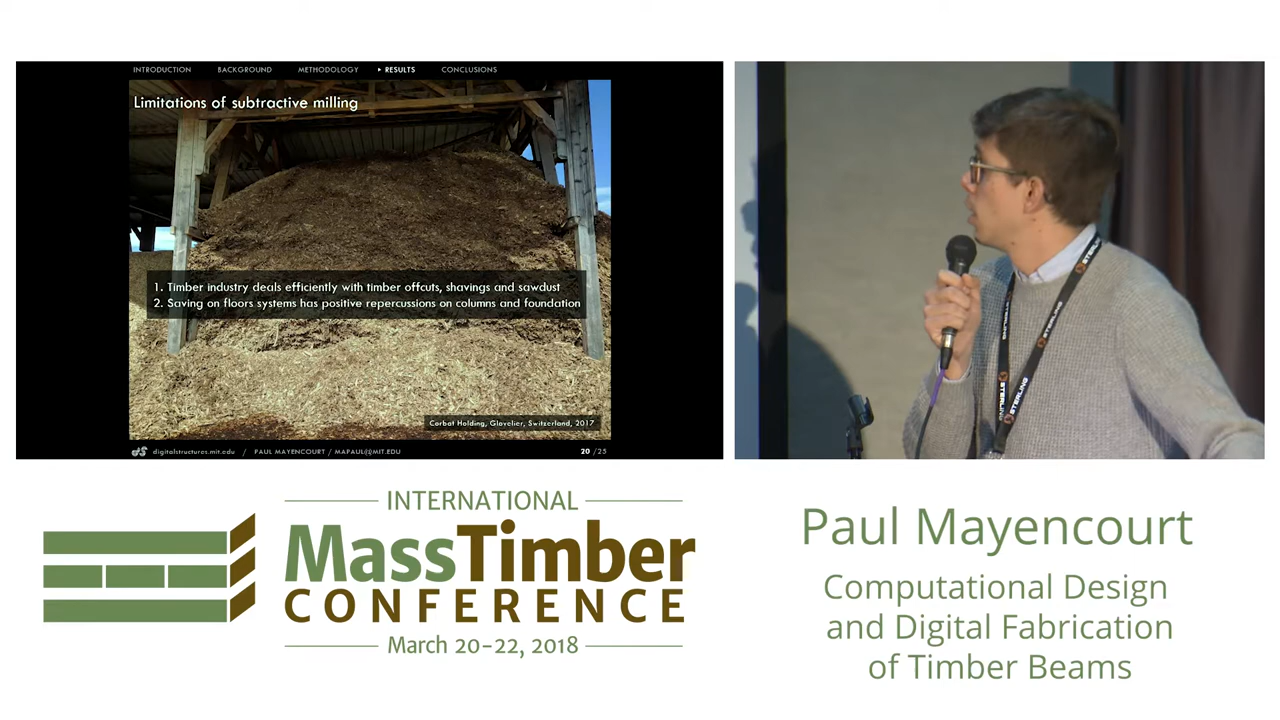 INTRODUCTION BACKGROUND METHODOLOGY ▸ RESULTS CONCLUSIONS
Limitations of subtractive milling
1. Timber industry deals efficiently with timber offcuts, shavings and sawdust
2. Saving on floors systems has positive repercussions on columns and foundation
Corbat Holding, Glovelier, Switzerland, 2017
digitalstructures.mit.edu / PAUL MAYENCOURT / MAPAUL@MIT.EDU 20 /25
STERLING
STERLING
STERLING
INTERNATIONAL
MassTimber
CONFERENCE
March 20-22, 2018
Paul Mayencourt
Computational Design
and Digital Fabrication
of Timber Beams